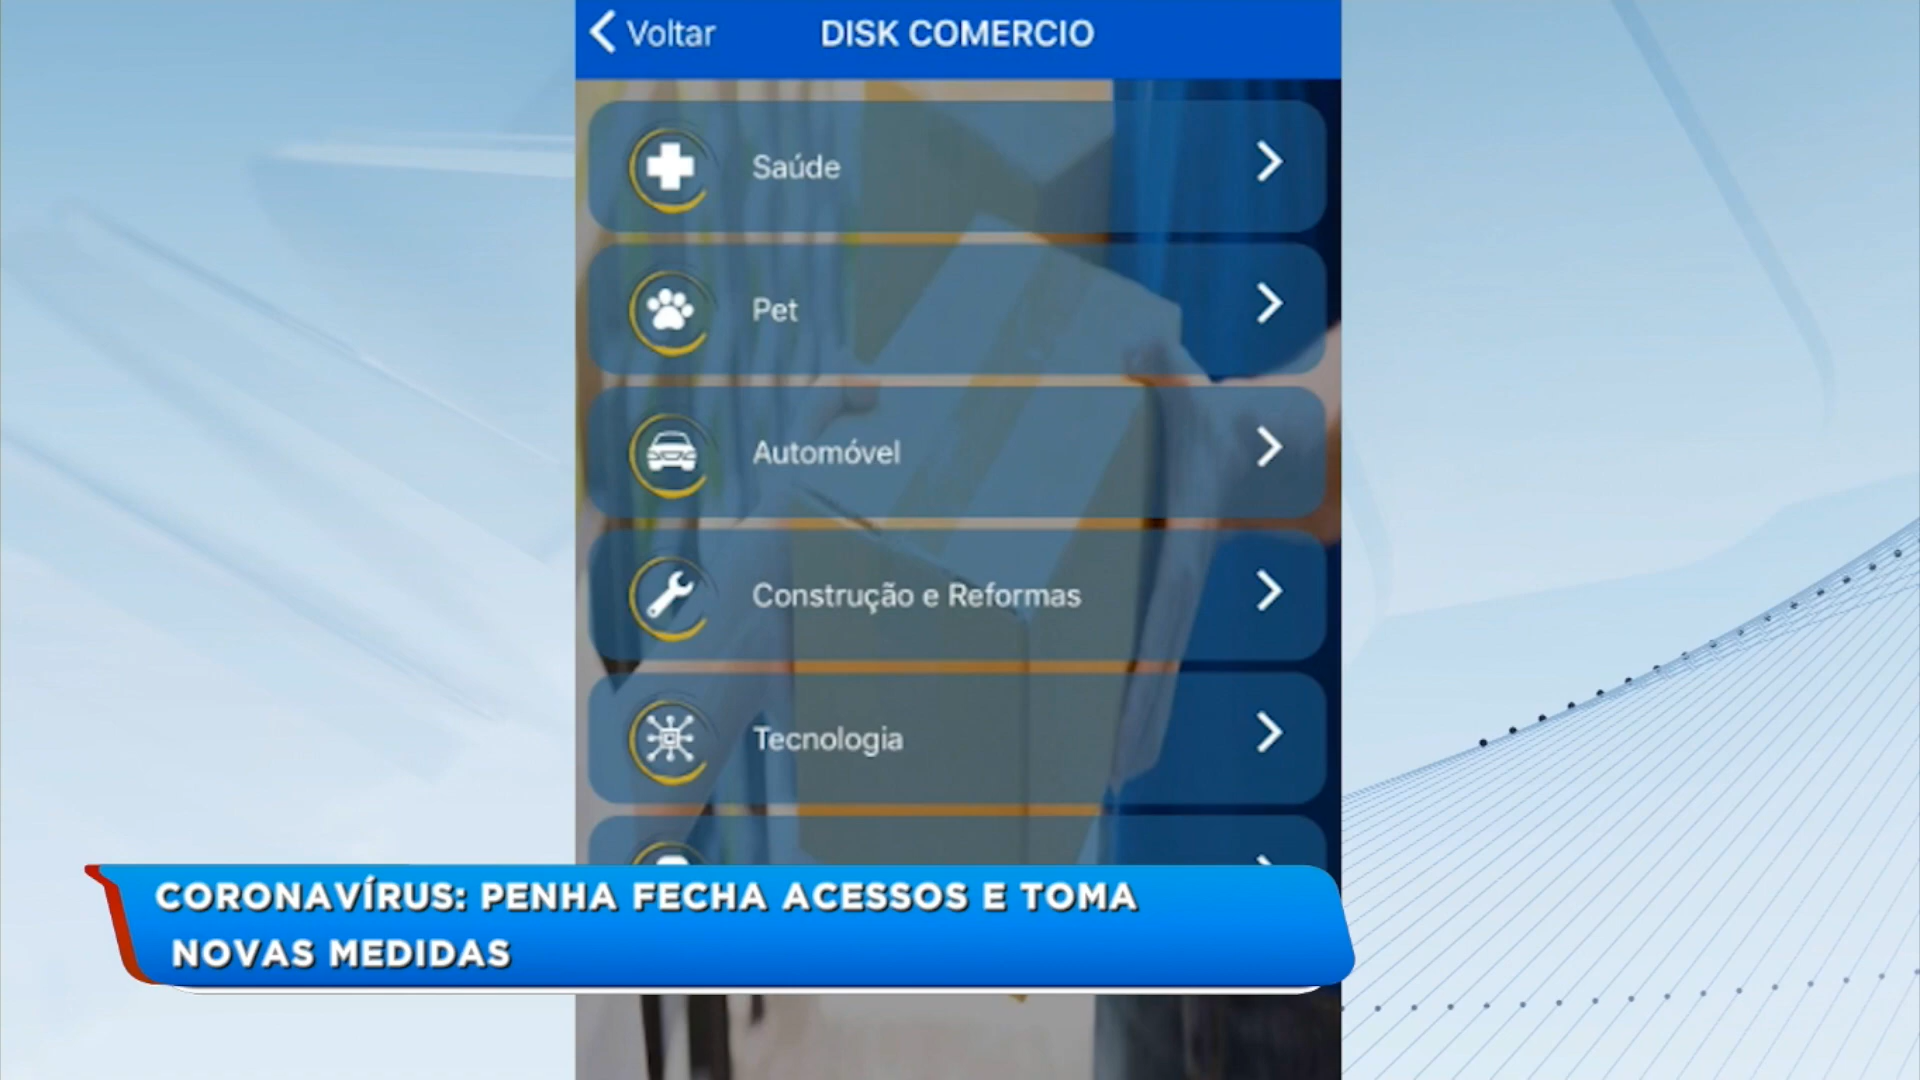 Voltar
DISK COMERCIO
Saúde
Pet
Automóvel
Construção e Reformas
Tecnologia
CORONAVÍRUS: PENHA FECHA ACESSOS E TOMA
NOVAS MEDIDAS